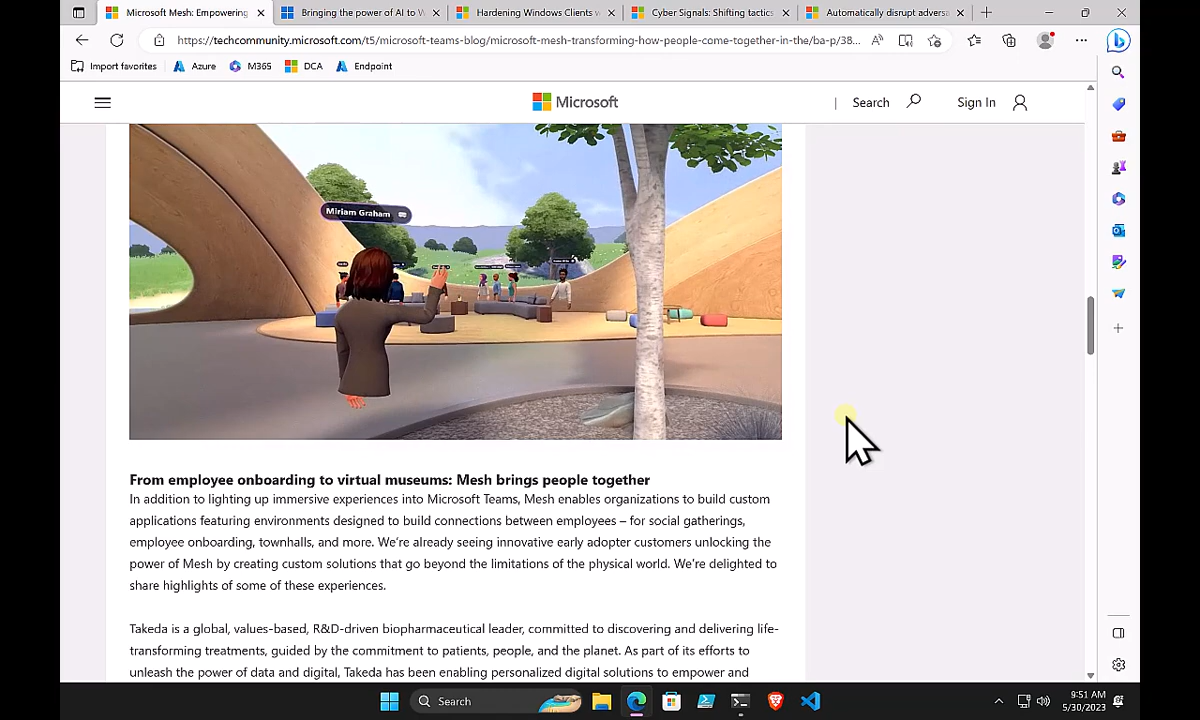 Microsoft Mesh: Empowering
Bringing the power of AI to W
Hardening Windows Clients w
Cyber Signals: Shifting tactics
Automatically disrupt advers
https://techcommunity.microsoft.com/t5/microsoft-teams-blog/microsoft-mesh-transforming-how-people-come-together-in-the/ba-p/38...
Import favorites
Azure
M365
DCA
Endpoint
Microsoft
Search
Sign In
Miriam Graham
From employee onboarding to virtual museums: Mesh brings people together
In addition to lighting up immersive experiences into Microsoft Teams, Mesh enables organizations to build custom
applications featuring environments designed to build connections between employees – for social gatherings,
employee onboarding, townhalls, and more. We’re already seeing innovative early adopter customers unlocking the
power of Mesh by creating custom solutions that go beyond the limitations of the physical world. We’re delighted to
share highlights of some of these experiences.
Takeda is a global, values-based, R&D-driven biopharmaceutical leader, committed to discovering and delivering life-
transforming treatments, guided by the commitment to patients, people, and the planet. As part of its efforts to
unleash the power of data and digital, Takeda has been enabling personalized digital solutions to empower and
Search
9:51 AM
5/30/2023